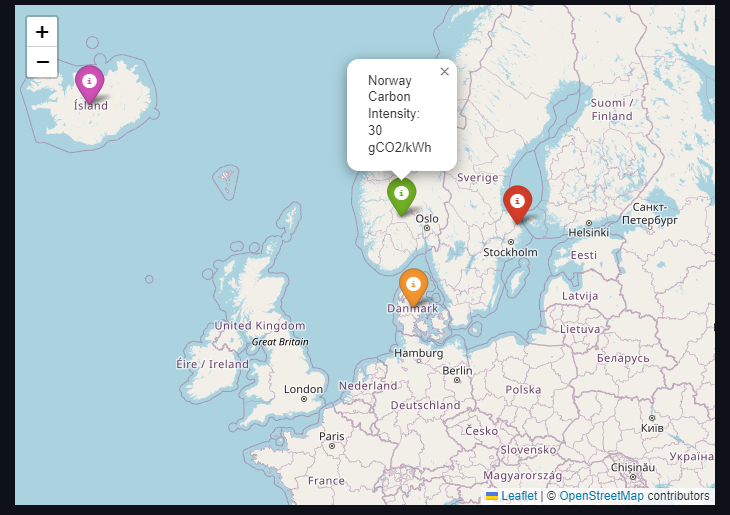 +
−
×
Norway
Carbon
Intensity:
30
gCO2/kWh
Ísland
Suomi /
Finland
Sverige
Oslo
Санкт-
Петербург
Helsinki
Stockholm
Eesti
Latvija
Danmark
United Kingdom
Lietuva
Great Britain
Hamburg
Беларусь
Éire / Ireland
Berlin
London
Nederland
Polska
Deutschland
Київ
Česko
Paris
Slovensko
Україна
Chișinău
France
Magyarország
Leaflet | © OpenStreetMap contributors